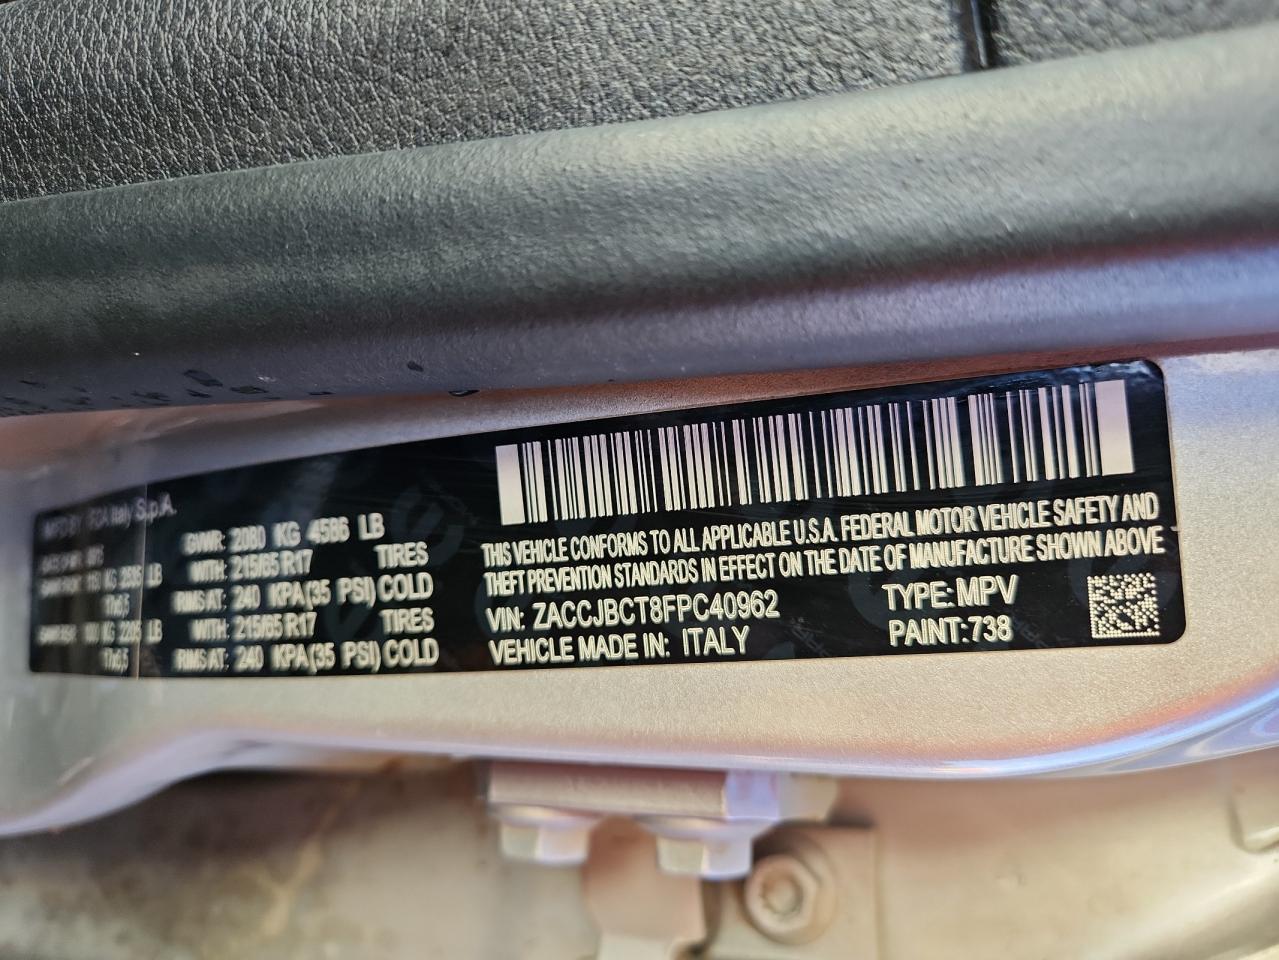 MFD BY: FCA Italy S.p.A.
GVWR: 2080 KG 4586 LB
LB
WITH: 215/65 R17 TIRES
RIMS AT: 240 KPA(35 PSI) COLD
LB
WITH: 215/65 R17 TIRES
RIMS AT: 240 KPA(35 PSI) COLD
THIS VEHICLE CONFORMS TO ALL APPLICABLE U.S.A. FEDERAL MOTOR VEHICLE SAFETY AND
THEFT PREVENTION STANDARDS IN EFFECT ON THE DATE OF MANUFACTURE SHOWN ABOVE
VIN: ZACCJBCT8FPC40962 TYPE: MPV
VEHICLE MADE IN: ITALY PAINT:738